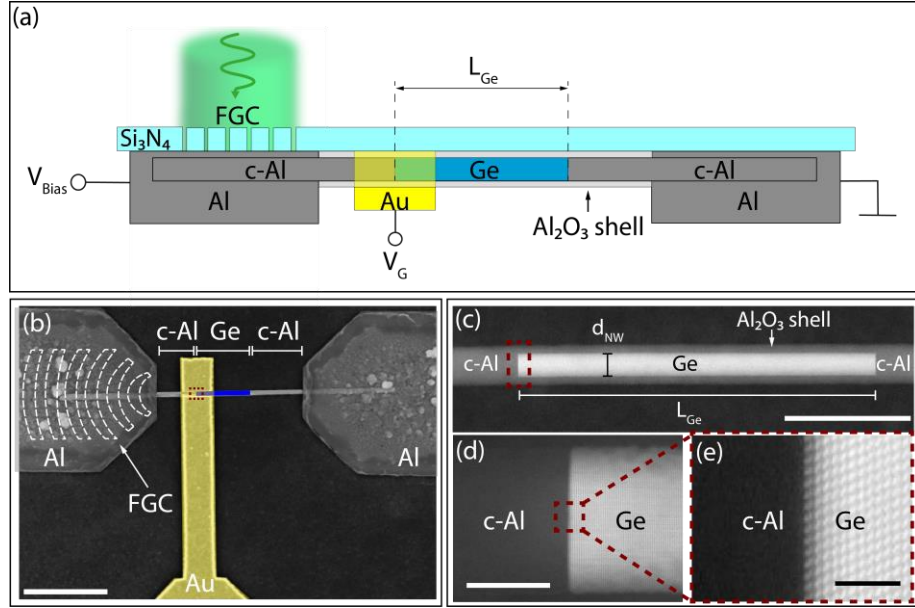 (a)
L_Ge
FGC
Si₃N₄
c-Al
Ge
c-Al
V_Bias
Al
Au
Al
Al₂O₃ shell
V_G
(b)
c-Al Ge c-Al
Al
Al
FGC
Au
(c)
Al₂O₃ shell
d_NW
c-Al
Ge
c-Al
L_Ge
(d)
c-Al
Ge
(e)
c-Al
Ge